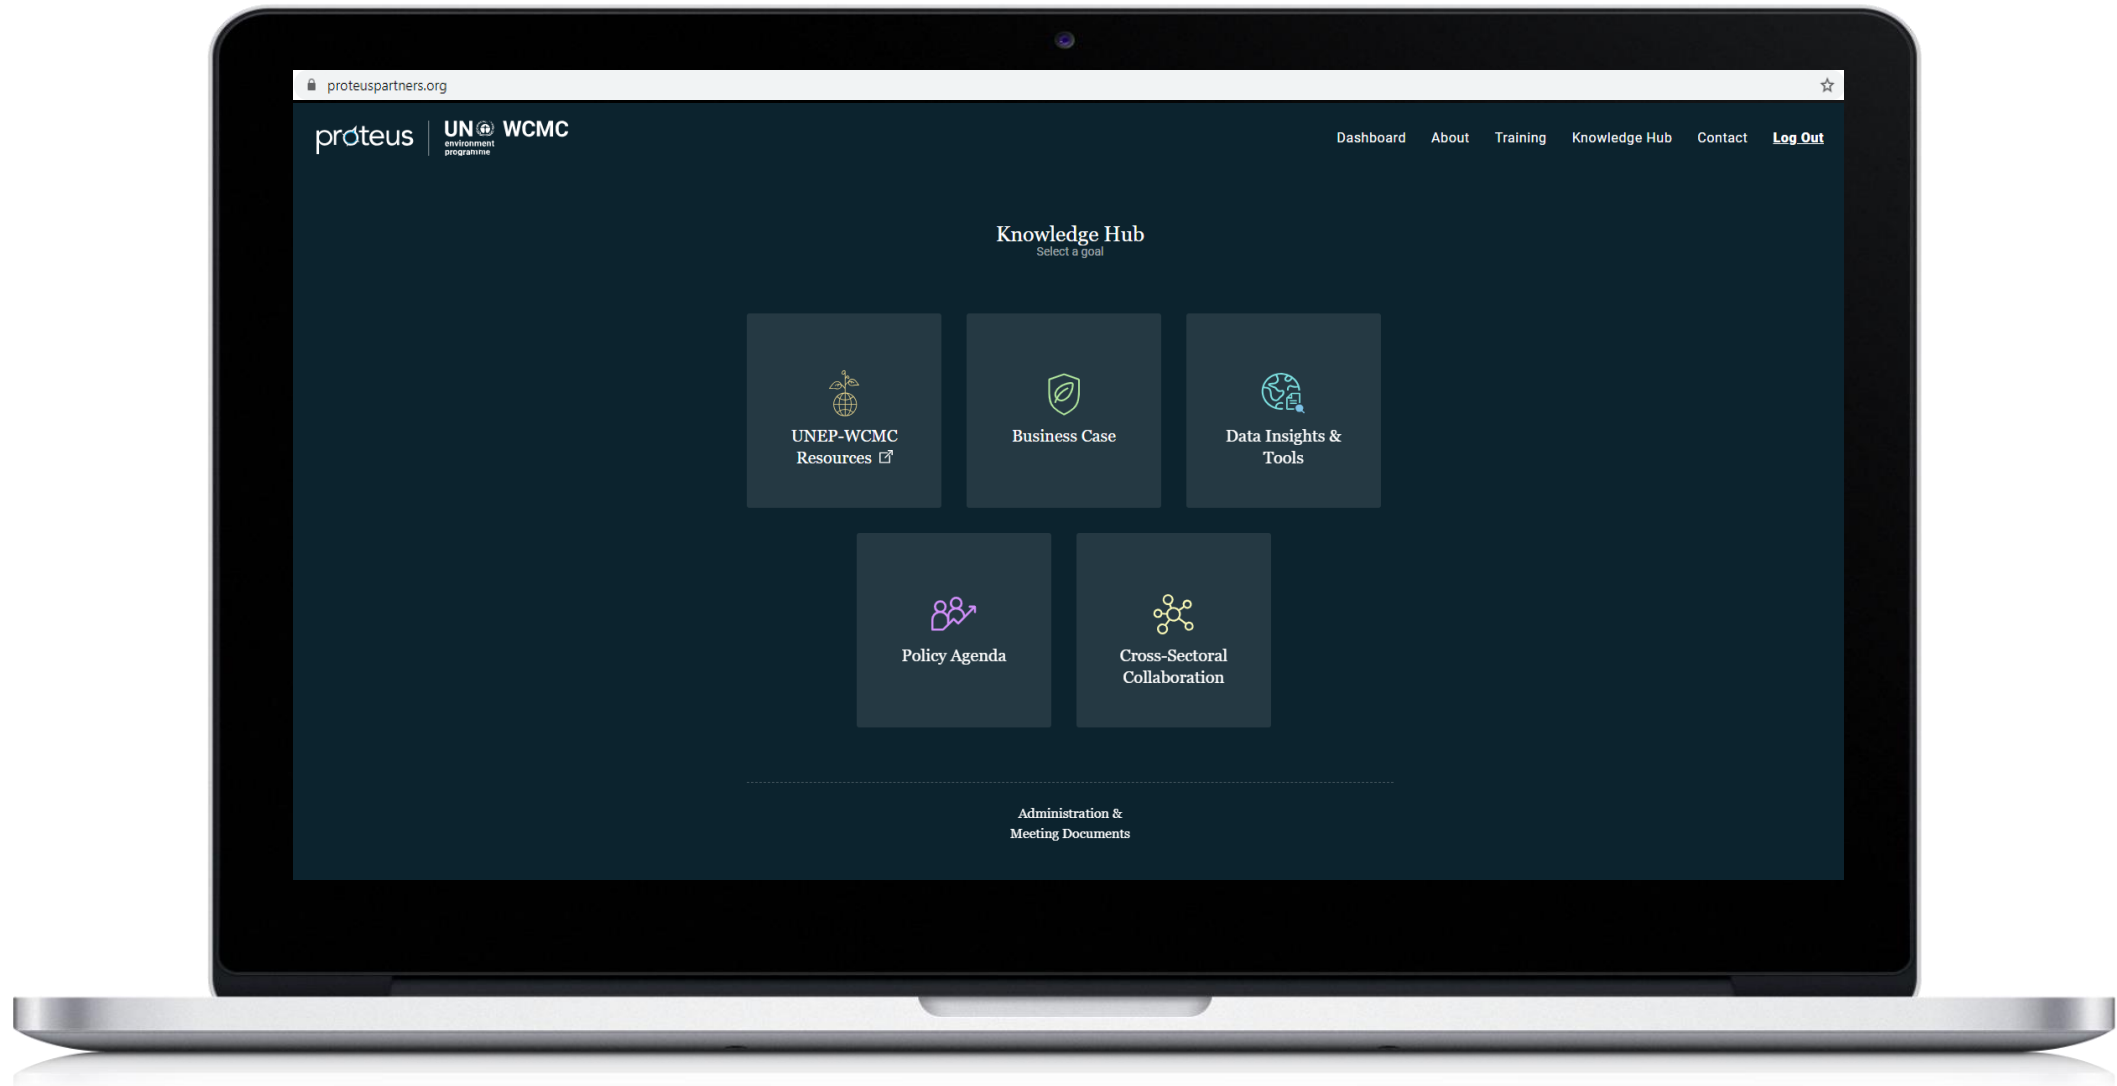 proteuspartners.org
proteus
UN WCMC
environment
programme
Dashboard About Training Knowledge Hub Contact Log Out
Knowledge Hub
Select a goal
UNEP-WCMC
Resources
Business Case
Data Insights &
Tools
Policy Agenda
Cross-Sectoral
Collaboration
Administration &
Meeting Documents